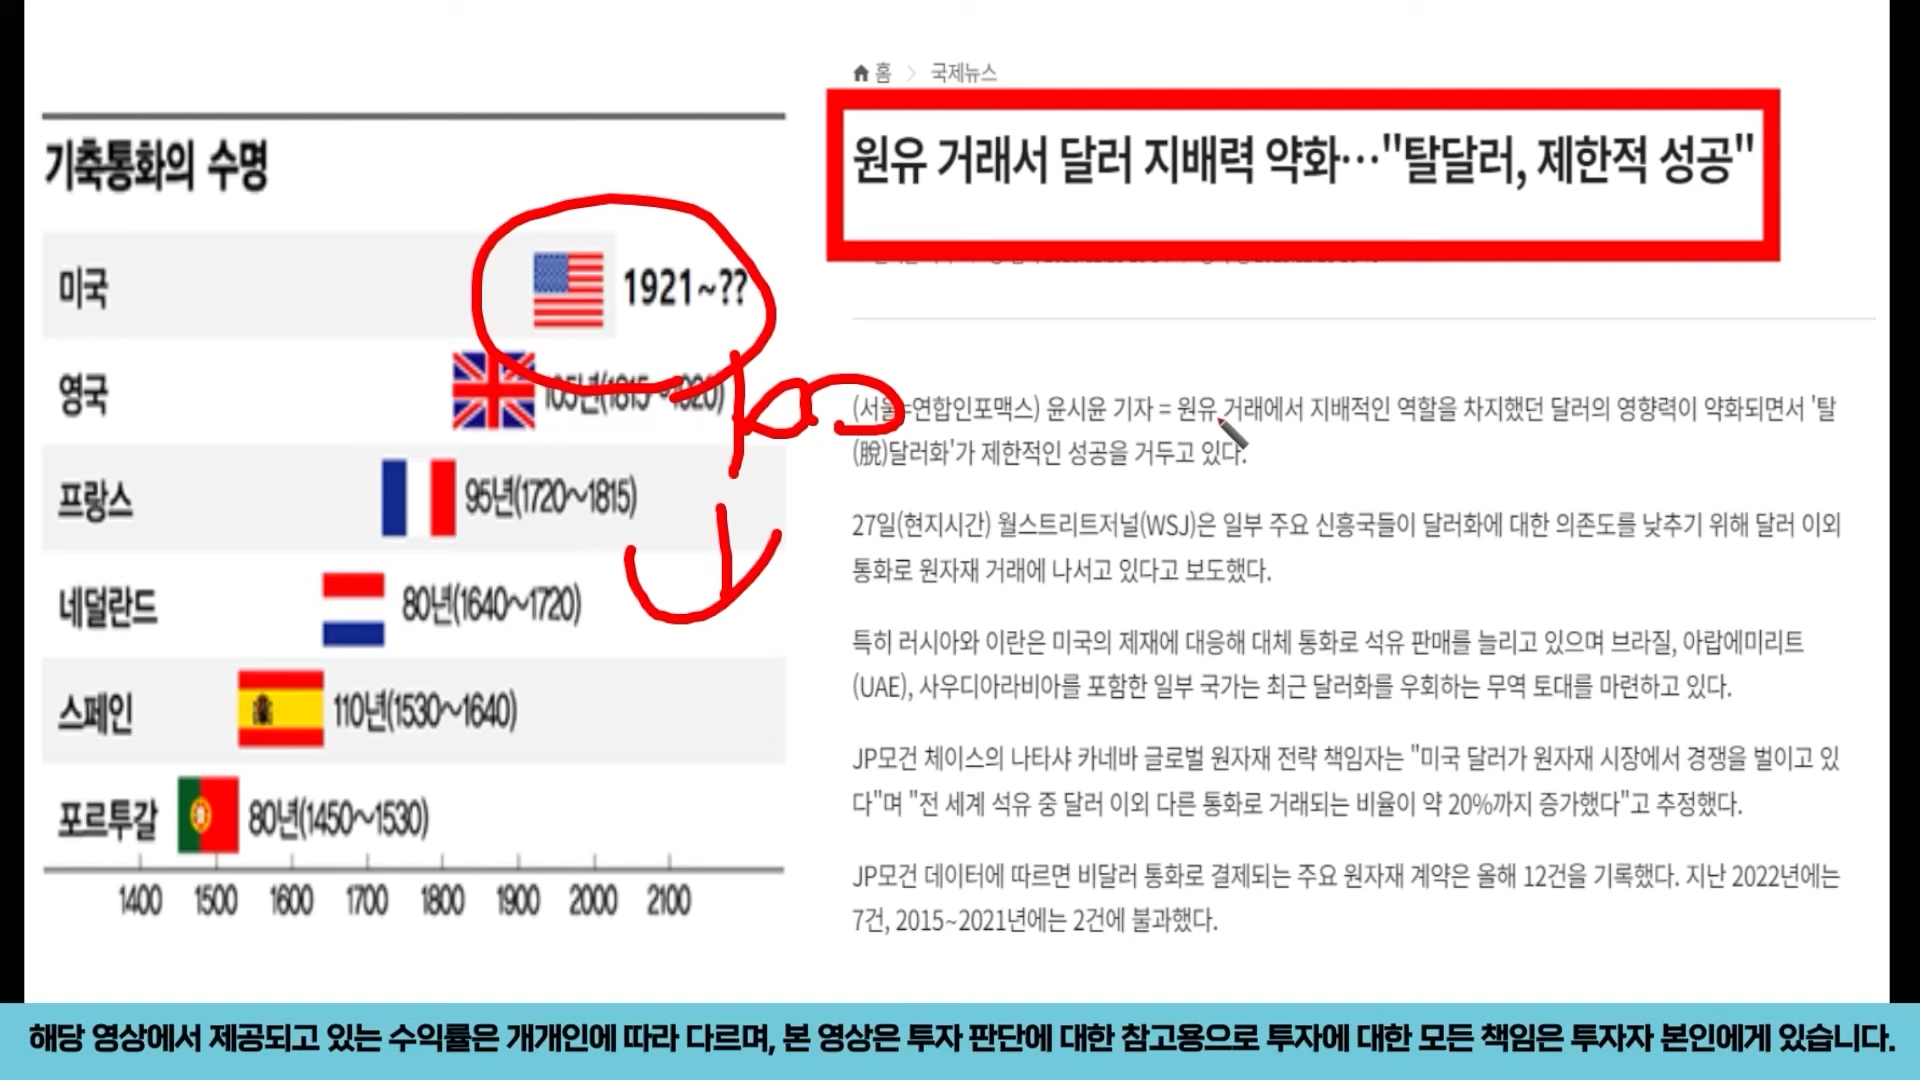 기축통화의 수명
미국 1921~??
영국 105년(1815~1920)
프랑스 95년(1720~1815)
네덜란드 80년(1640~1720)
스페인 110년(1530~1640)
포르투갈 80년(1450~1530)
1400 1500 1600 1700 1800 1900 2000 2100
홈 > 국제뉴스
원유 거래서 달러 지배력 약화…"탈달러, 제한적 성공"
(서울=연합인포맥스) 윤시윤 기자 = 원유 거래에서 지배적인 역할을 차지했던 달러의 영향력이 약화되면서 '탈
(脫)달러화'가 제한적인 성공을 거두고 있다.
27일(현지시간) 월스트리트저널(WSJ)은 일부 주요 신흥국들이 달러화에 대한 의존도를 낮추기 위해 달러 이외
통화로 원자재 거래에 나서고 있다고 보도했다.
특히 러시아와 이란은 미국의 제재에 대응해 대체 통화로 석유 판매를 늘리고 있으며 브라질, 아랍에미리트
(UAE), 사우디아라비아를 포함한 일부 국가는 최근 달러화를 우회하는 무역 토대를 마련하고 있다.
JP모건 체이스의 나타샤 카네바 글로벌 원자재 전략 책임자는 "미국 달러가 원자재 시장에서 경쟁을 벌이고 있
다"며 "전 세계 석유 중 달러 이외 다른 통화로 거래되는 비율이 약 20%까지 증가했다"고 추정했다.
JP모건 데이터에 따르면 비달러 통화로 결제되는 주요 원자재 계약은 올해 12건을 기록했다. 지난 2022년에는
7건, 2015~2021년에는 2건에 불과했다.
해당 영상에서 제공되고 있는 수익률은 개개인에 따라 다르며, 본 영상은 투자 판단에 대한 참고용으로 투자에 대한 모든 책임은 투자자 본인에게 있습니다.